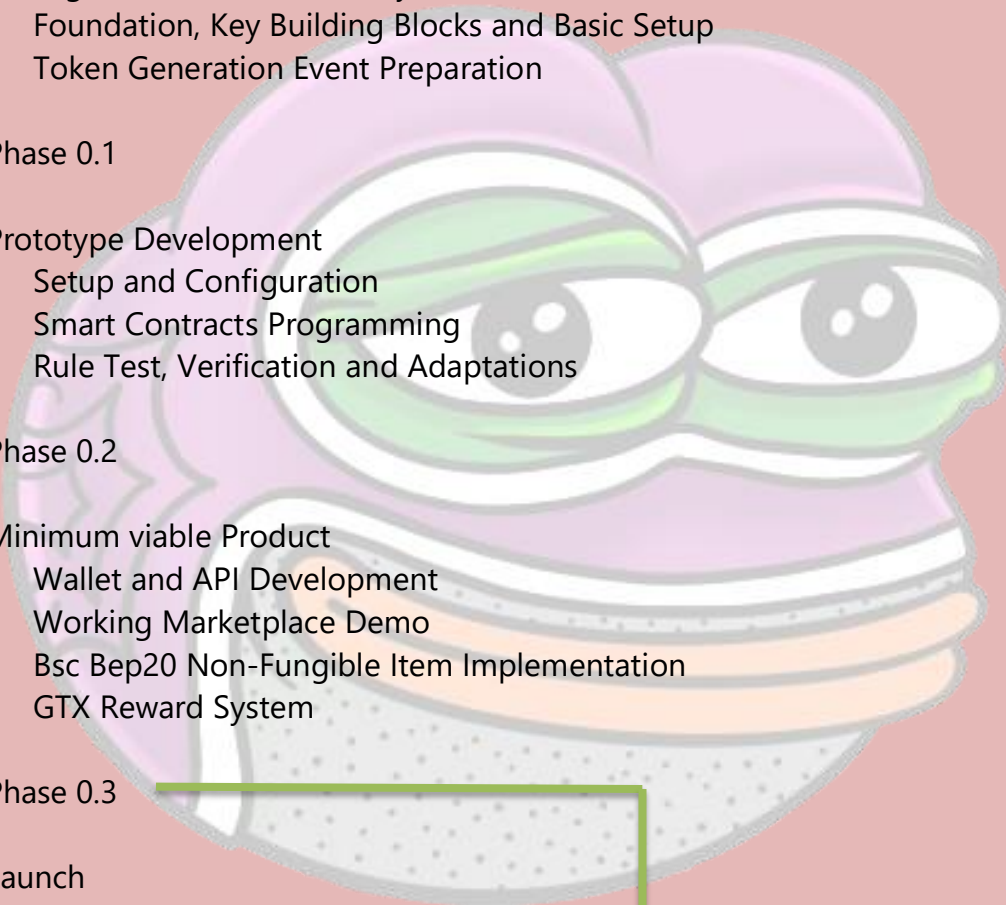 Foundation, Key Building Blocks and Basic Setup
Token Generation Event Preparation
Phase 0.1
Prototype Development
Setup and Configuration
Smart Contracts Programming
Rule Test, Verification and Adaptations
Phase 0.2
Minimum viable Product
Wallet and API Development
Working Marketplace Demo
Bsc Bep20 Non-Fungible Item Implementation
GTX Reward System
Phase 0.3
Launch